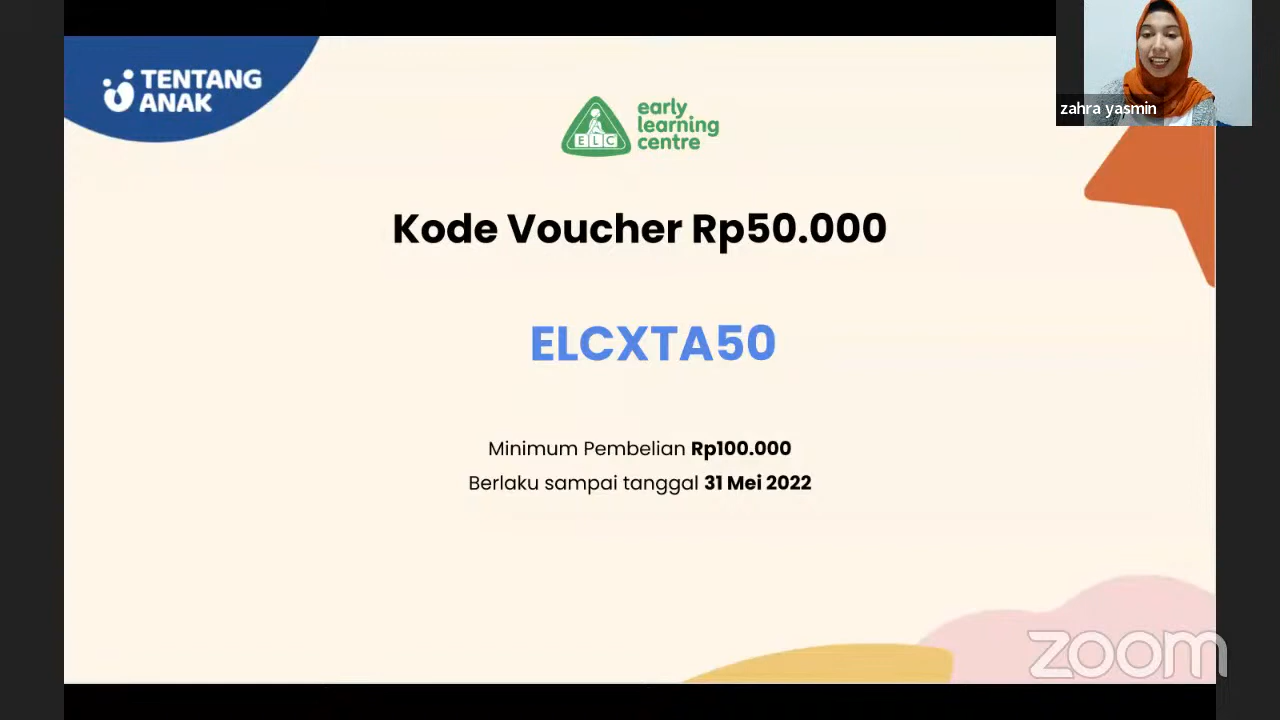 TENTANG
ANAK
ELC
early
learning
centre
zahra yasmin
Kode Voucher Rp50.000
ELCXTA50
Minimum Pembelian Rp100.000
Berlaku sampai tanggal 31 Mei 2022
zoom